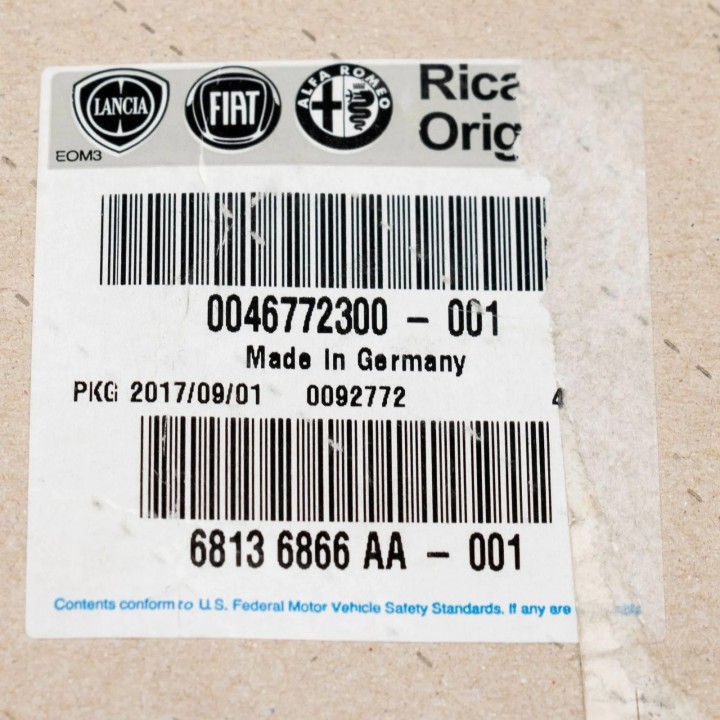 LANCIA FIAT ALFA ROMEO Rica
Orig
EOM3
0046772300 - 001
Made In Germany
PKG 2017/09/01 0092772 4
6813 6866 AA - 001
Contents conform to U.S. Federal Motor Vehicle Safety Standards. If any are